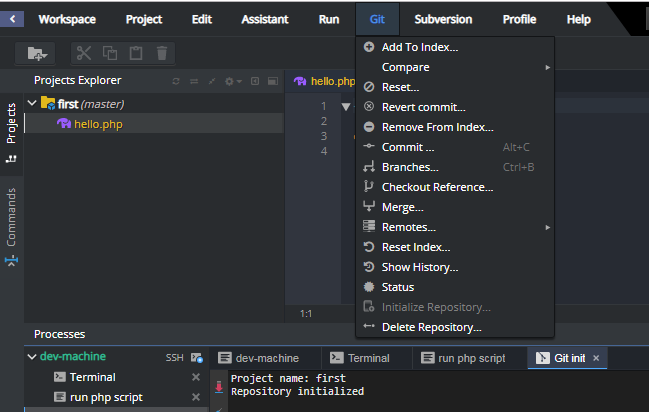 Workspace Project Edit Assistant Run Git Subversion Profile Help
Projects Explorer
hello.php
Projects
Commands
first (master)
hello.php
1
2
3
4
Add To Index...
Compare
Reset...
Revert commit...
Remove From Index...
Commit ... Alt+C
Branches... Ctrl+B
Checkout Reference...
Merge...
Remotes...
Reset Index...
Show History...
Status
Initialize Repository...
Delete Repository...
1:1
Processes
dev-machine SSH
Terminal
run php script
dev-machine Terminal run php script Git init
Project name: first
Repository initialized